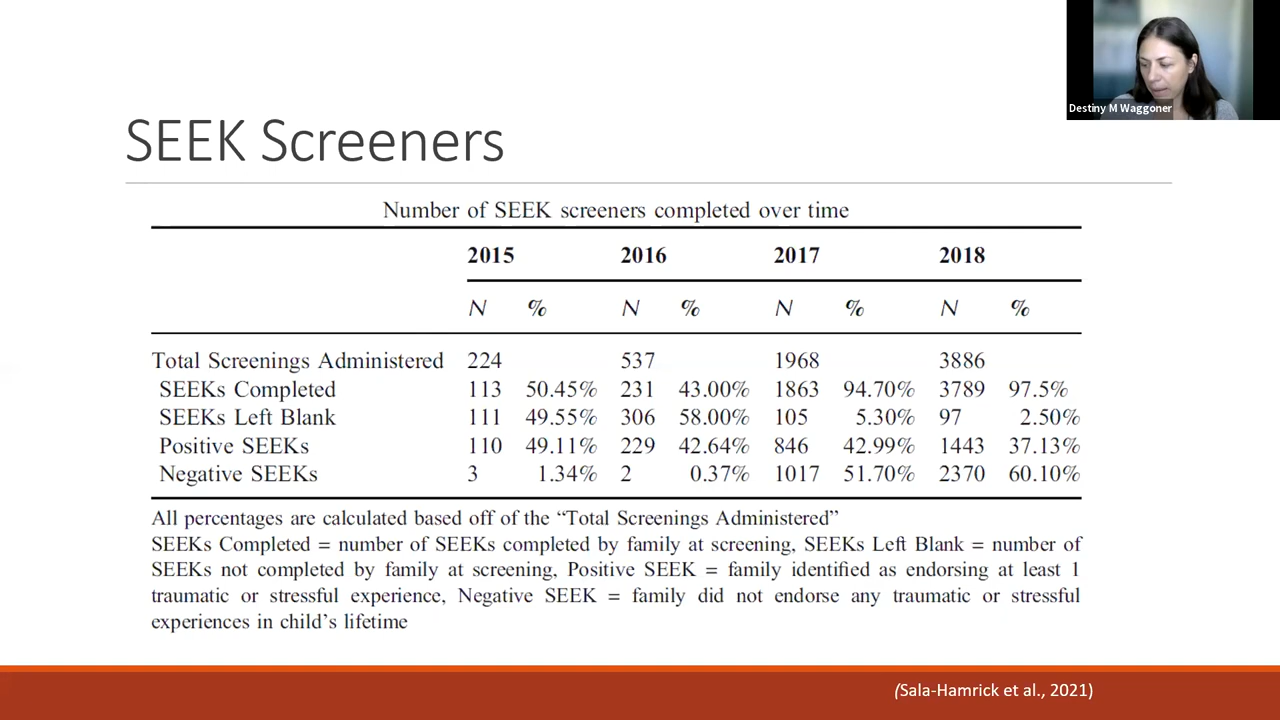 Destiny M Waggoner
SEEK Screeners
Number of SEEK screeners completed over time
2015 2016 2017 2018
N % N % N % N %
Total Screenings Administered 224 537 1968 3886
SEEKs Completed 113 50.45% 231 43.00% 1863 94.70% 3789 97.5%
SEEKs Left Blank 111 49.55% 306 58.00% 105 5.30% 97 2.50%
Positive SEEKs 110 49.11% 229 42.64% 846 42.99% 1443 37.13%
Negative SEEKs 3 1.34% 2 0.37% 1017 51.70% 2370 60.10%
All percentages are calculated based off of the “Total Screenings Administered”
SEEKs Completed = number of SEEKs completed by family at screening, SEEKs Left Blank = number of
SEEKs not completed by family at screening, Positive SEEK = family identified as endorsing at least 1
traumatic or stressful experience, Negative SEEK = family did not endorse any traumatic or stressful
experiences in child’s lifetime
(Sala-Hamrick et al., 2021)